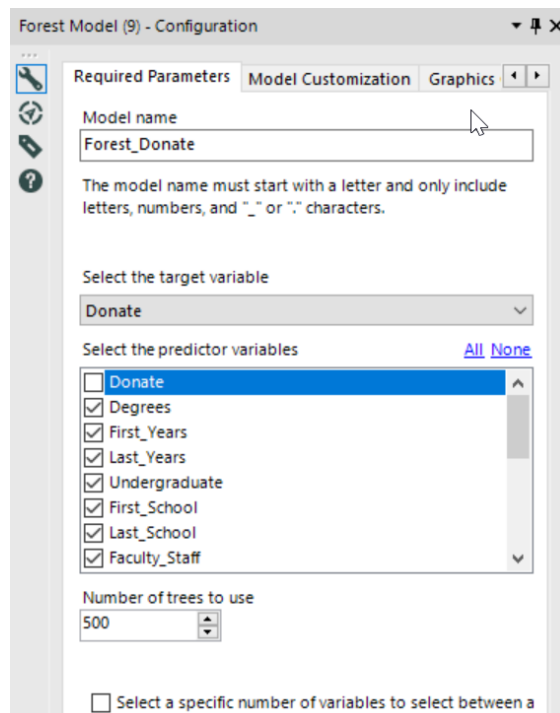 Forest Model (9) - Configuration
Required Parameters
Model Customization
Graphics
Model name
Forest_Donate
The model name must start with a letter and only include
letters, numbers, and "_" or "." characters.
Select the target variable
Donate
Select the predictor variables
All None
Donate
Degrees
First_Years
Last_Years
Undergraduate
First_School
Last_School
Faculty_Staff
Number of trees to use
500
Select a specific number of variables to select between a